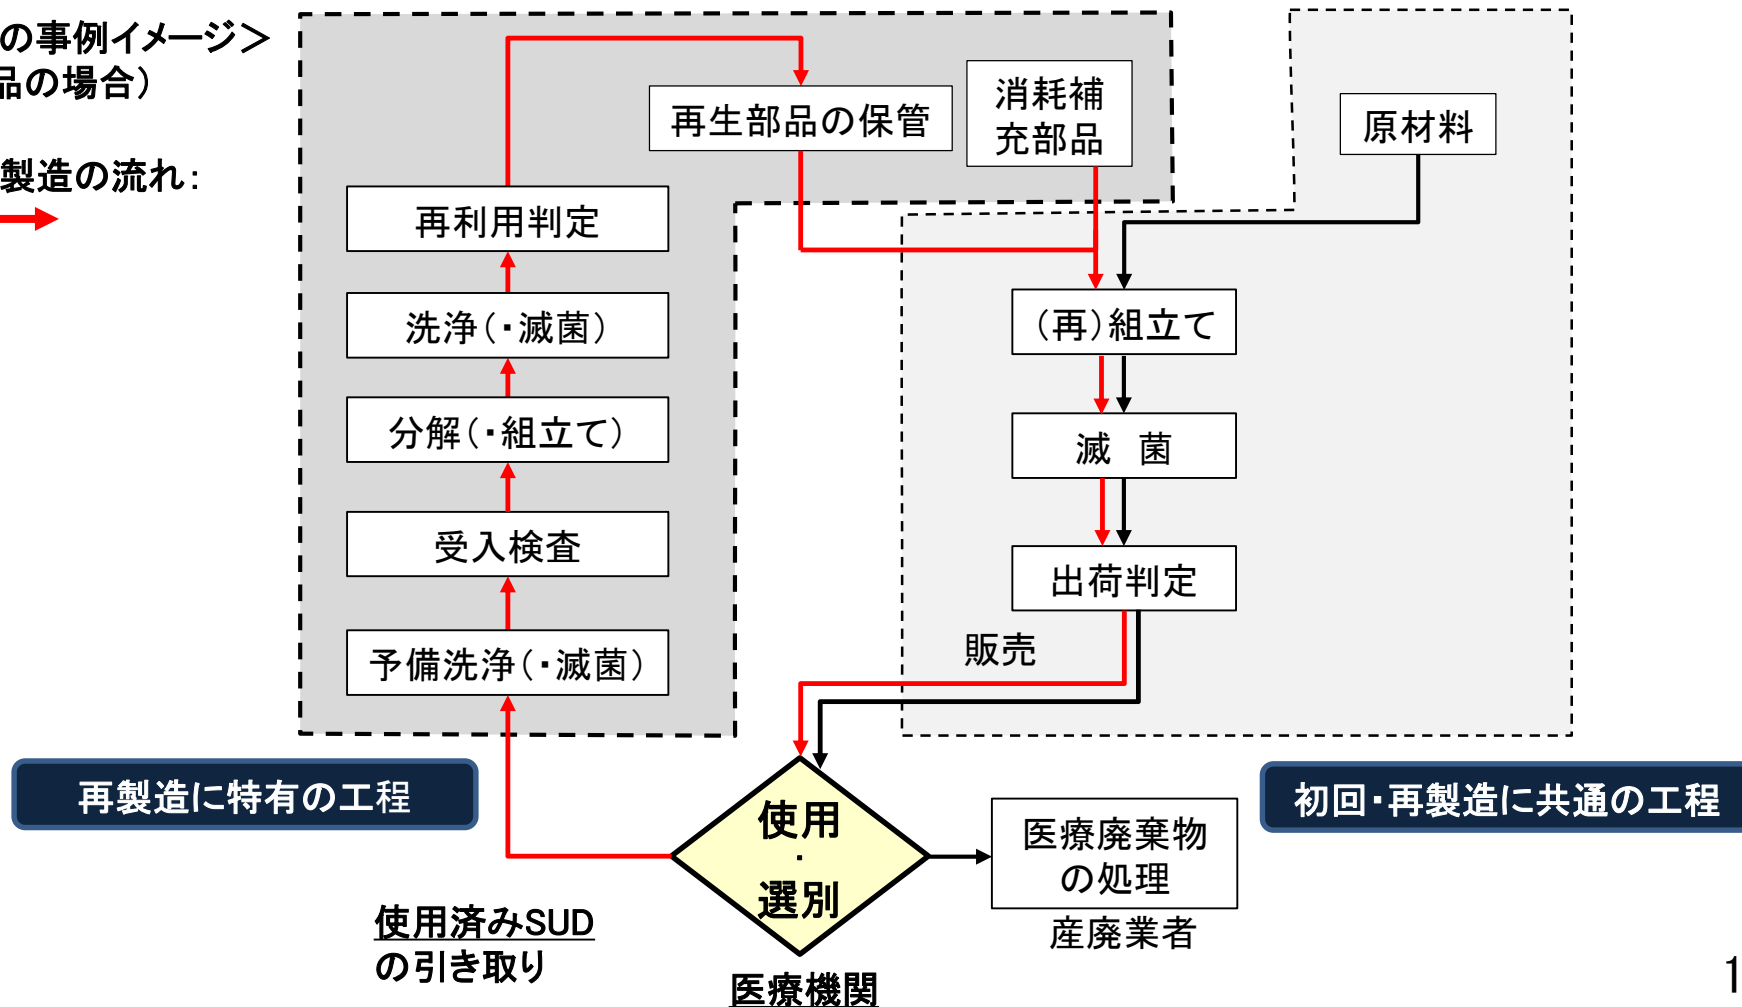 の事例イメージ＞
品の場合）
製造の流れ：
再生部品の保管
消耗補
充部品
原材料
再利用判定
洗浄（・滅菌）
分解（・組立て）
受入検査
予備洗浄（・滅菌）
（再）組立て
滅　菌
出荷判定
販売
再製造に特有の工程
初回・再製造に共通の工程
使用
・
選別
医療廃棄物
の処理
産廃業者
使用済みSUD
の引き取り
医療機関
1